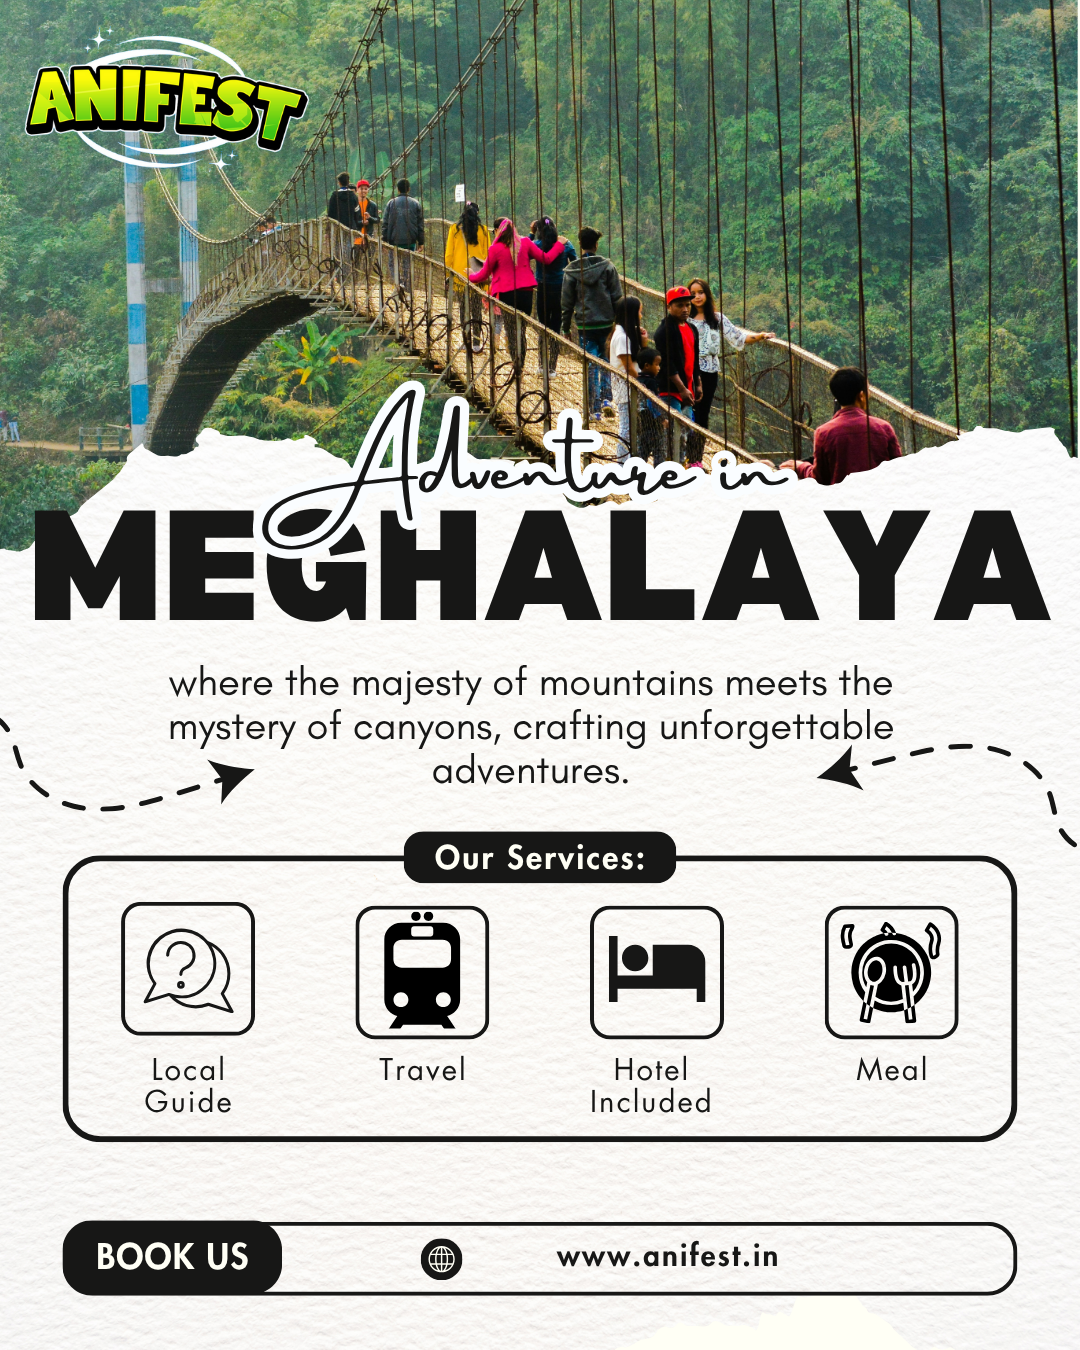 ANIFEST
Adventure in
MEGHALAYA
where the majesty of mountains meets the
mystery of canyons, crafting unforgettable
adventures.
Our Services:
Local
Guide
Travel
Hotel
Included
Meal
BOOK US
www.anifest.in